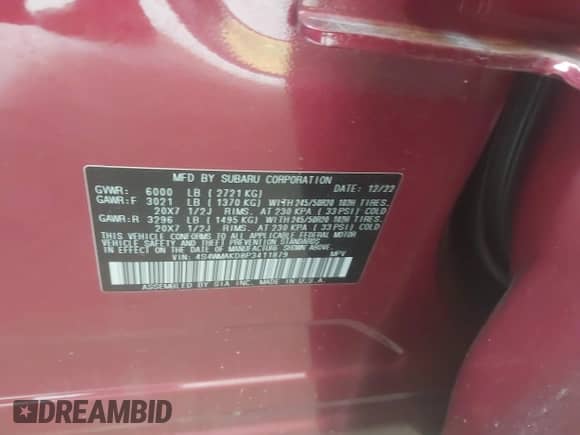 MFD BY SUBARU CORPORATION
GVWR: 6000 LB ( 2721 KG) DATE: 12/22
GAWR:F 3021 LB ( 1370 KG) WITH 245/50R20 102H TIRES.
20X7 1/2J RIMS. AT 230 KPA ( 33 PSI) COLD
GAWR:R 3296 LB ( 1495 KG) WITH 245/50R20 102H TIRES.
20X7 1/2J RIMS. AT 230 KPA ( 33 PSI) COLD
THIS VEHICLE CONFORMS TO ALL APPLICABLE FEDERAL
MOTOR VEHICLE SAFETY AND THEFT PREVENTION STANDARDS
IN EFFECT ON THE DATE OF MANUFACTURE SHOWN ABOVE.
VIN: 4S4WMAKD8P3411879 MPV
ASSEMBLED BY SIA INC. MADE IN U.S.A.
DREAMBID